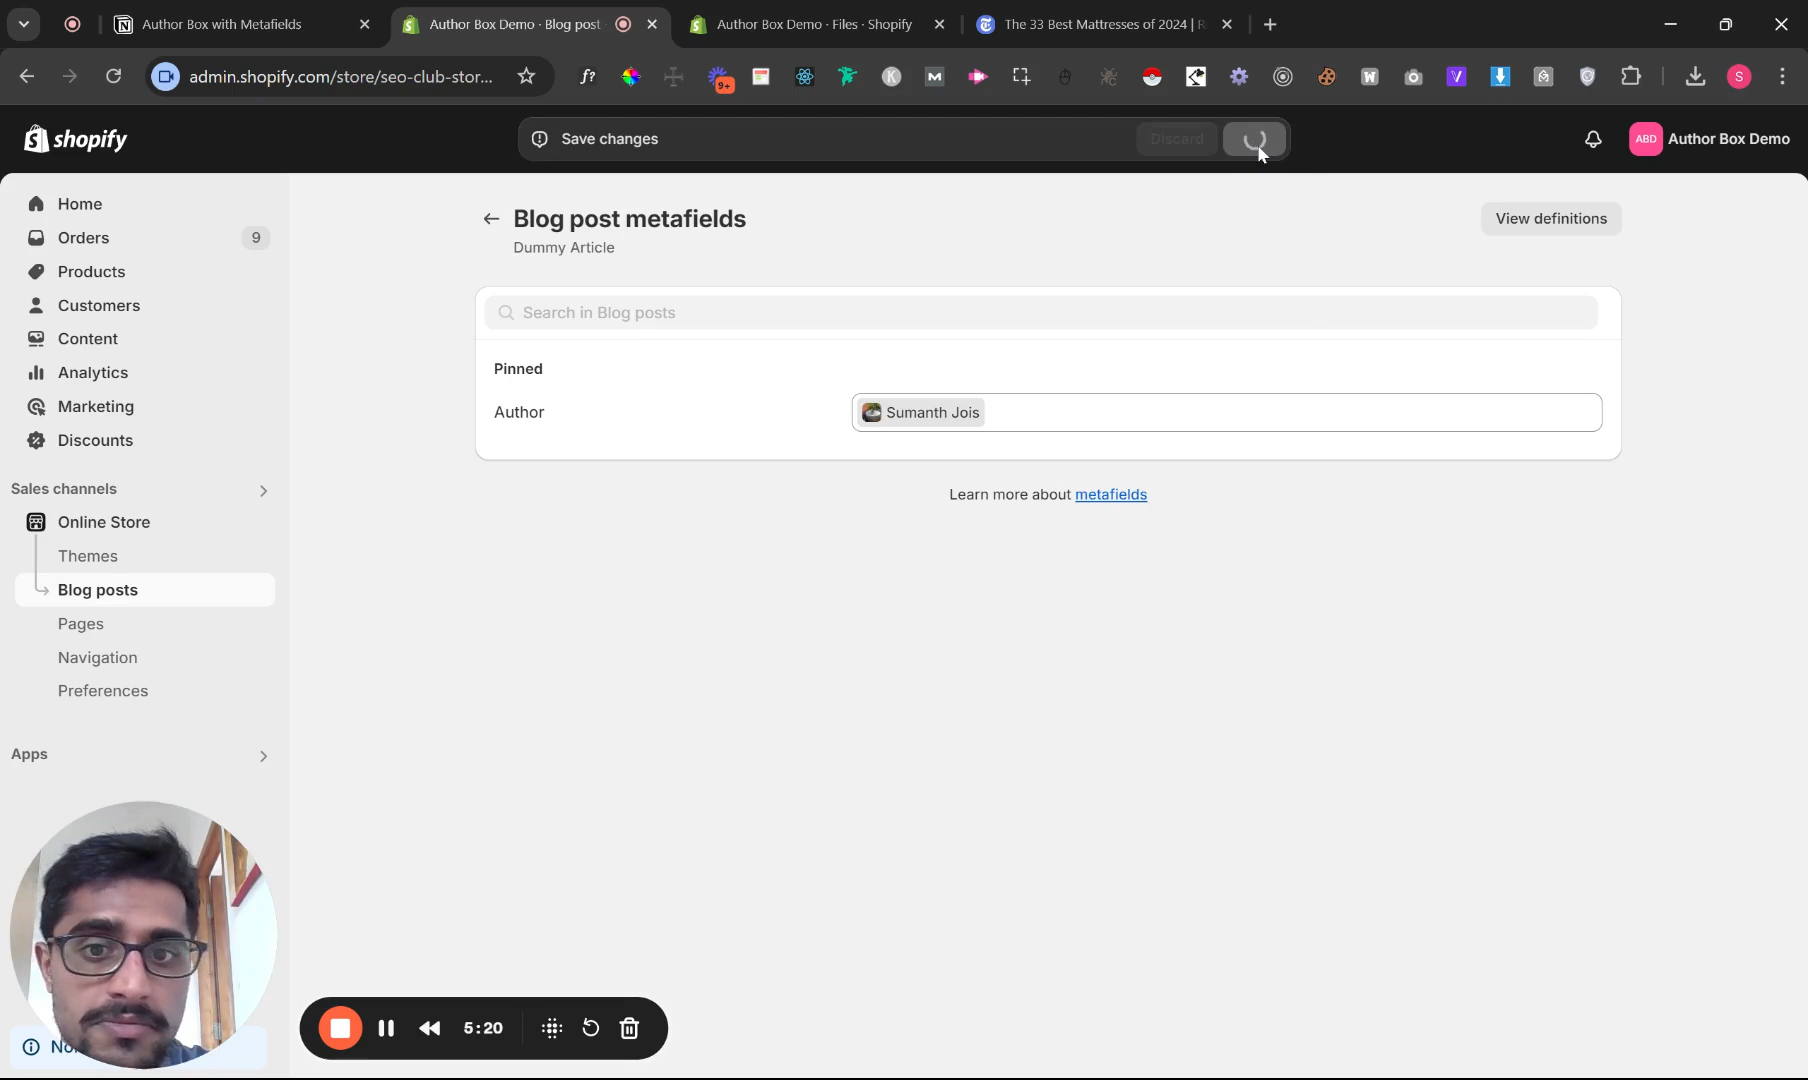 Author Box with Metafields
Author Box Demo · Blog post
Author Box Demo · Files · Shopify
The 33 Best Mattresses of 2024 | R
admin.shopify.com/store/seo-club-stor...
f?
9+
K
M
W
V
S
shopify
Save changes
Discard
ABD
Author Box Demo
Home
Orders
9
Products
Customers
Content
Analytics
Marketing
Discounts
Sales channels
Online Store
Themes
Blog posts
Pages
Navigation
Preferences
Apps
Blog post metafields
View definitions
Dummy Article
Search in Blog posts
Pinned
Author
Sumanth Jois
Learn more about metafields
5:20